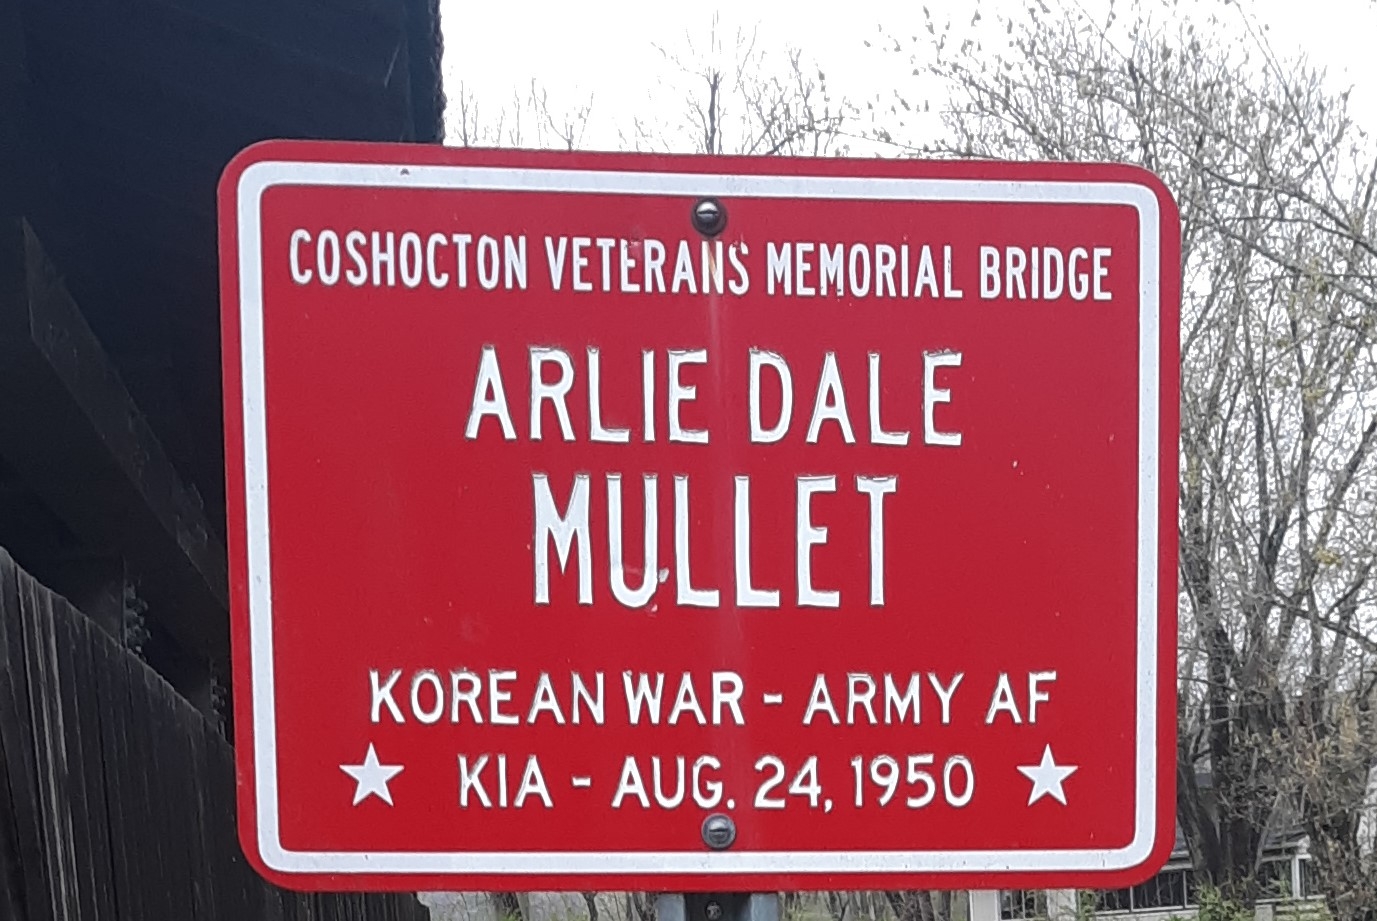 COSHOCTON VETERANS MEMORIAL BRIDGE
ARLIE DALE
MULLET
KOREAN WAR - ARMY AF
KIA - AUG. 24, 1950